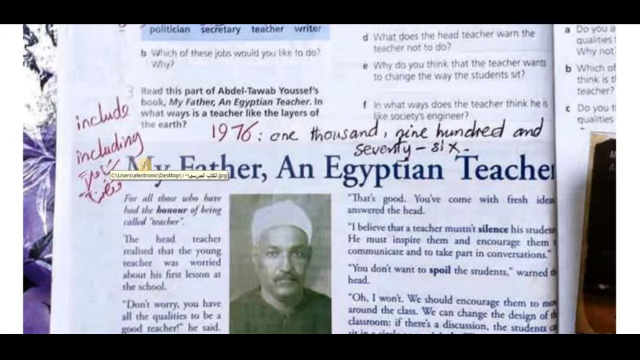 politician secretary teacher writer
b Which of these jobs would you like to do?
Why?
3 Read this part of Abdel-Tawab Youssef's
book, My Father, An Egyptian Teacher. In
what ways is a teacher like the layers of
the earth?
d What does the head teacher warn the
teacher not to do?
e Why do you think that the teacher wants
to change the way the students sit?
f In what ways does the teacher think he is
like society's engineer?
a Do you a
qualities
Why not
b Which of
think is th
teacher?
c Do you t
qualities
include
including
1976: one thousand, nine hundred and
seventy-six.
My Father, An Egyptian Teacher
For all those who have
had the honour of being
called "teacher".
The head teacher
realised that the young
teacher was worried
about his first lesson at
the school.
"Don't worry, you have
all the qualities to be a
good teacher!" he said.
"That's good. You've come with fresh ideas
answered the head.
"I believe that a teacher mustn't silence his studen
He must inspire them and encourage them
communicate and to take part in conversations."
"You don't want to spoil the students," warned
head.
"Oh, I won't. We should encourage them to mo
around the class. We can change the design of
classroom: if there's a discussion, the students c